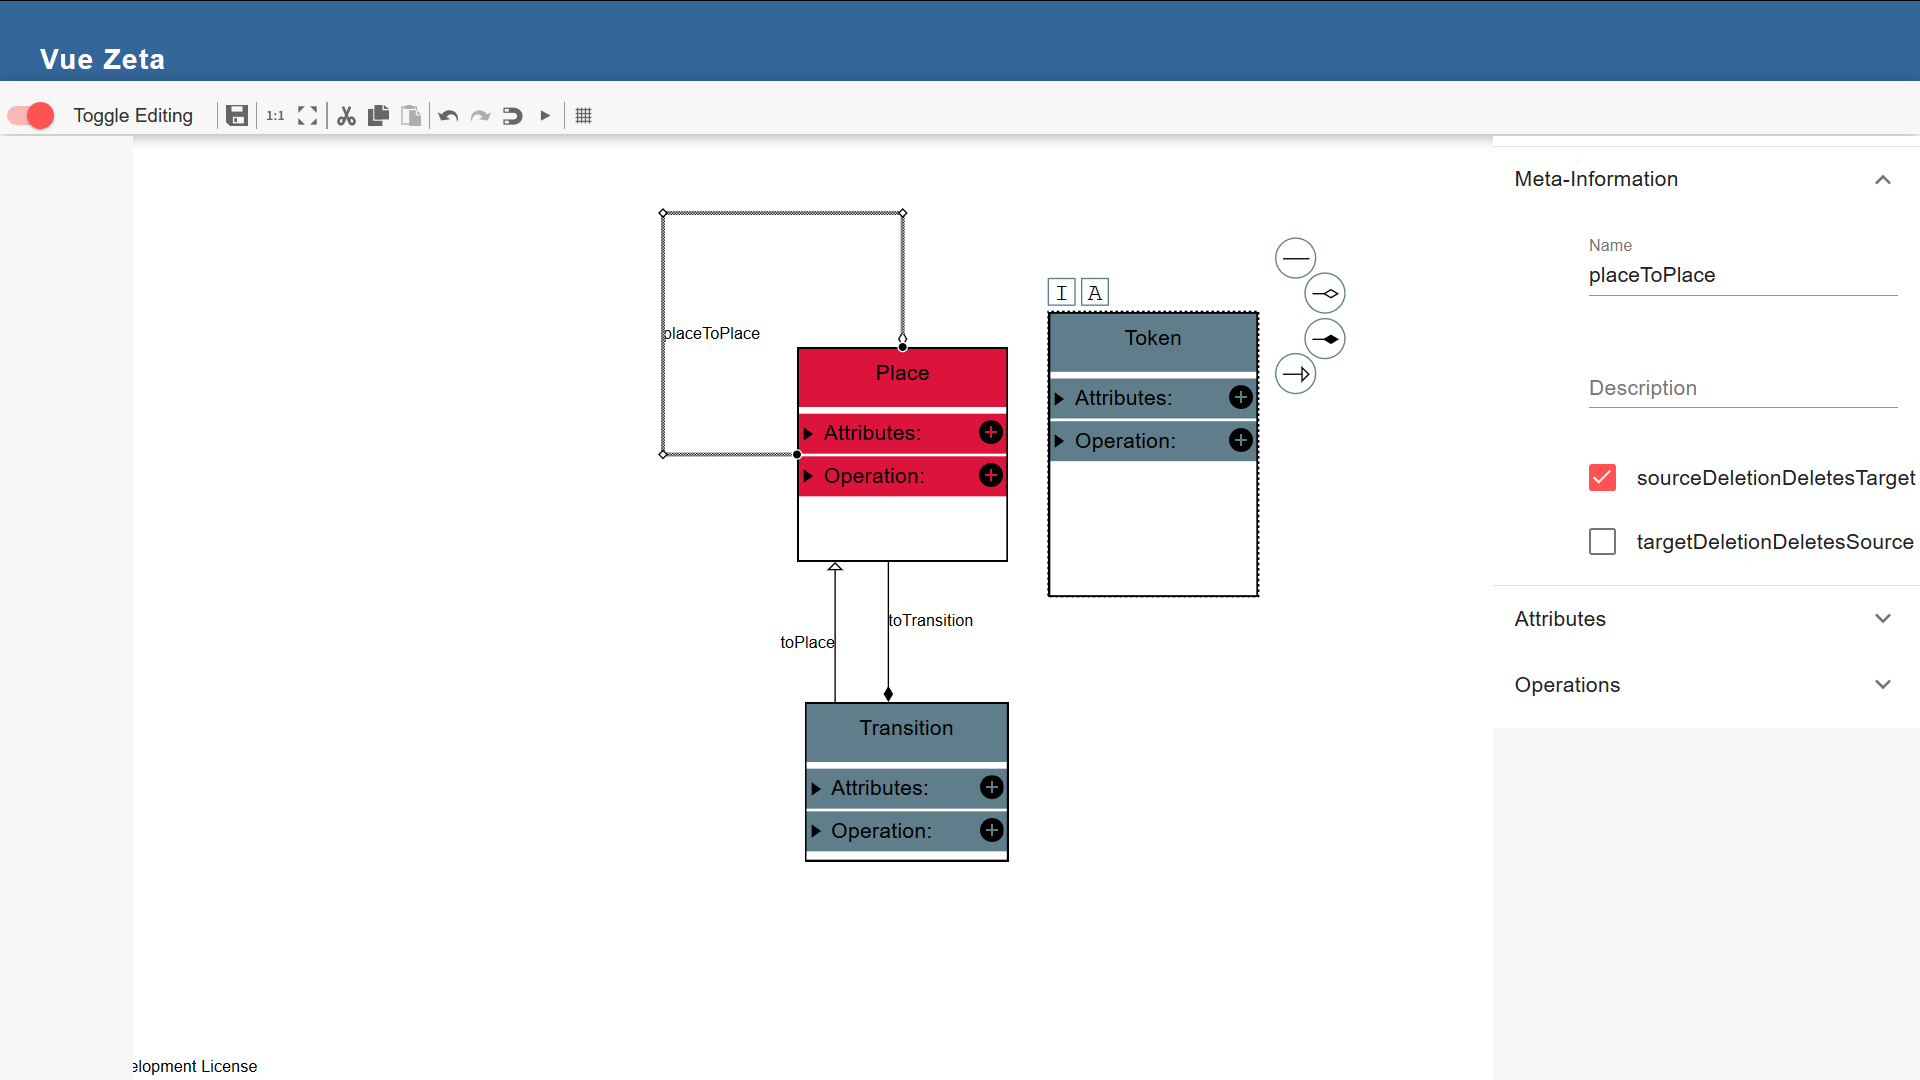 Vue Zeta
Toggle Editing
1:1
Meta-Information
Name
placeToPlace
I A
placeToPlace
Token
Place
Attributes:
Description
Attributes:
Operation:
Operation:
sourceDeletionDeletesTarget
targetDeletionDeletesSource
Attributes
toTransition
toPlace
Operations
Transition
Attributes:
Operation:
elopment License